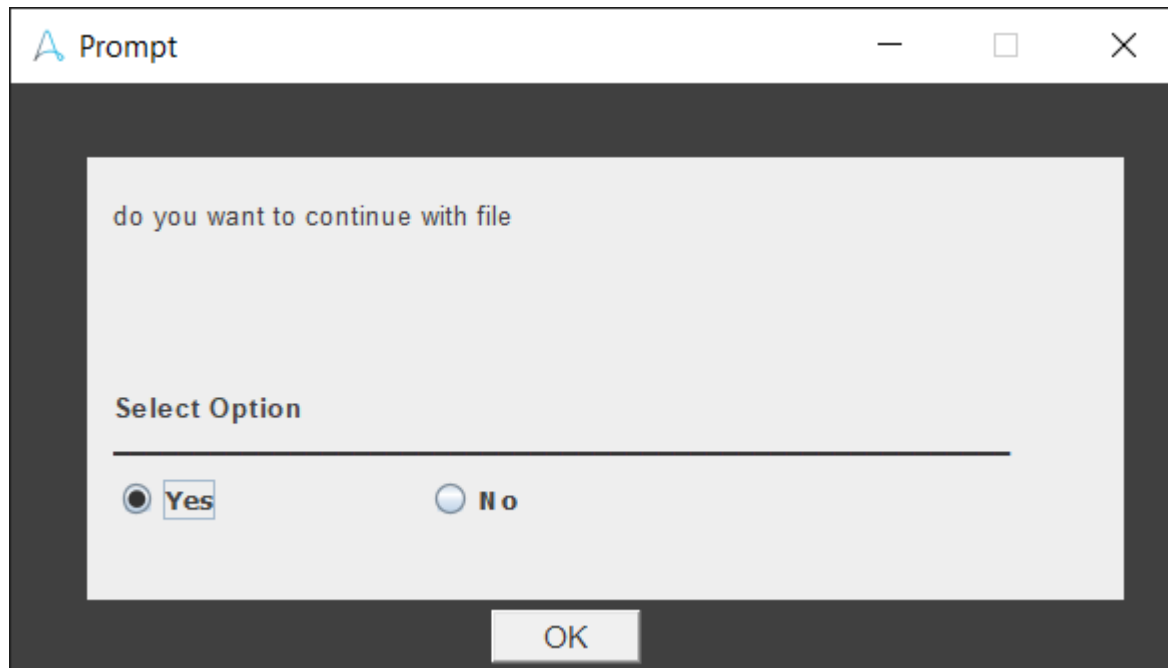 Prompt
do you want to continue with file
Select Option
Yes No
OK